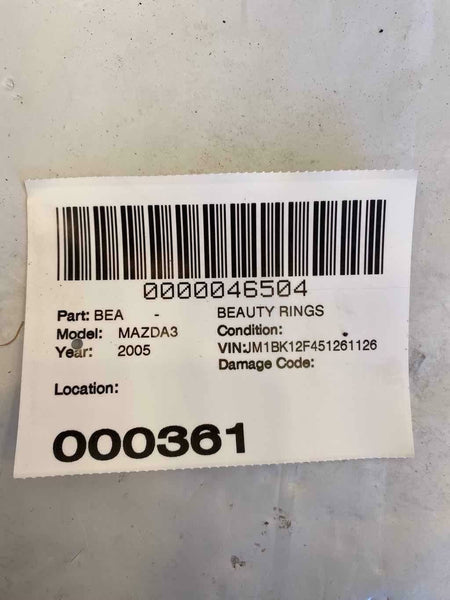 0000046504
Part: BEA - BEAUTY RINGS
Model: MAZDA3 Condition:
Year: 2005 VIN:JM1BK12F451261126
Damage Code:
Location:
000361